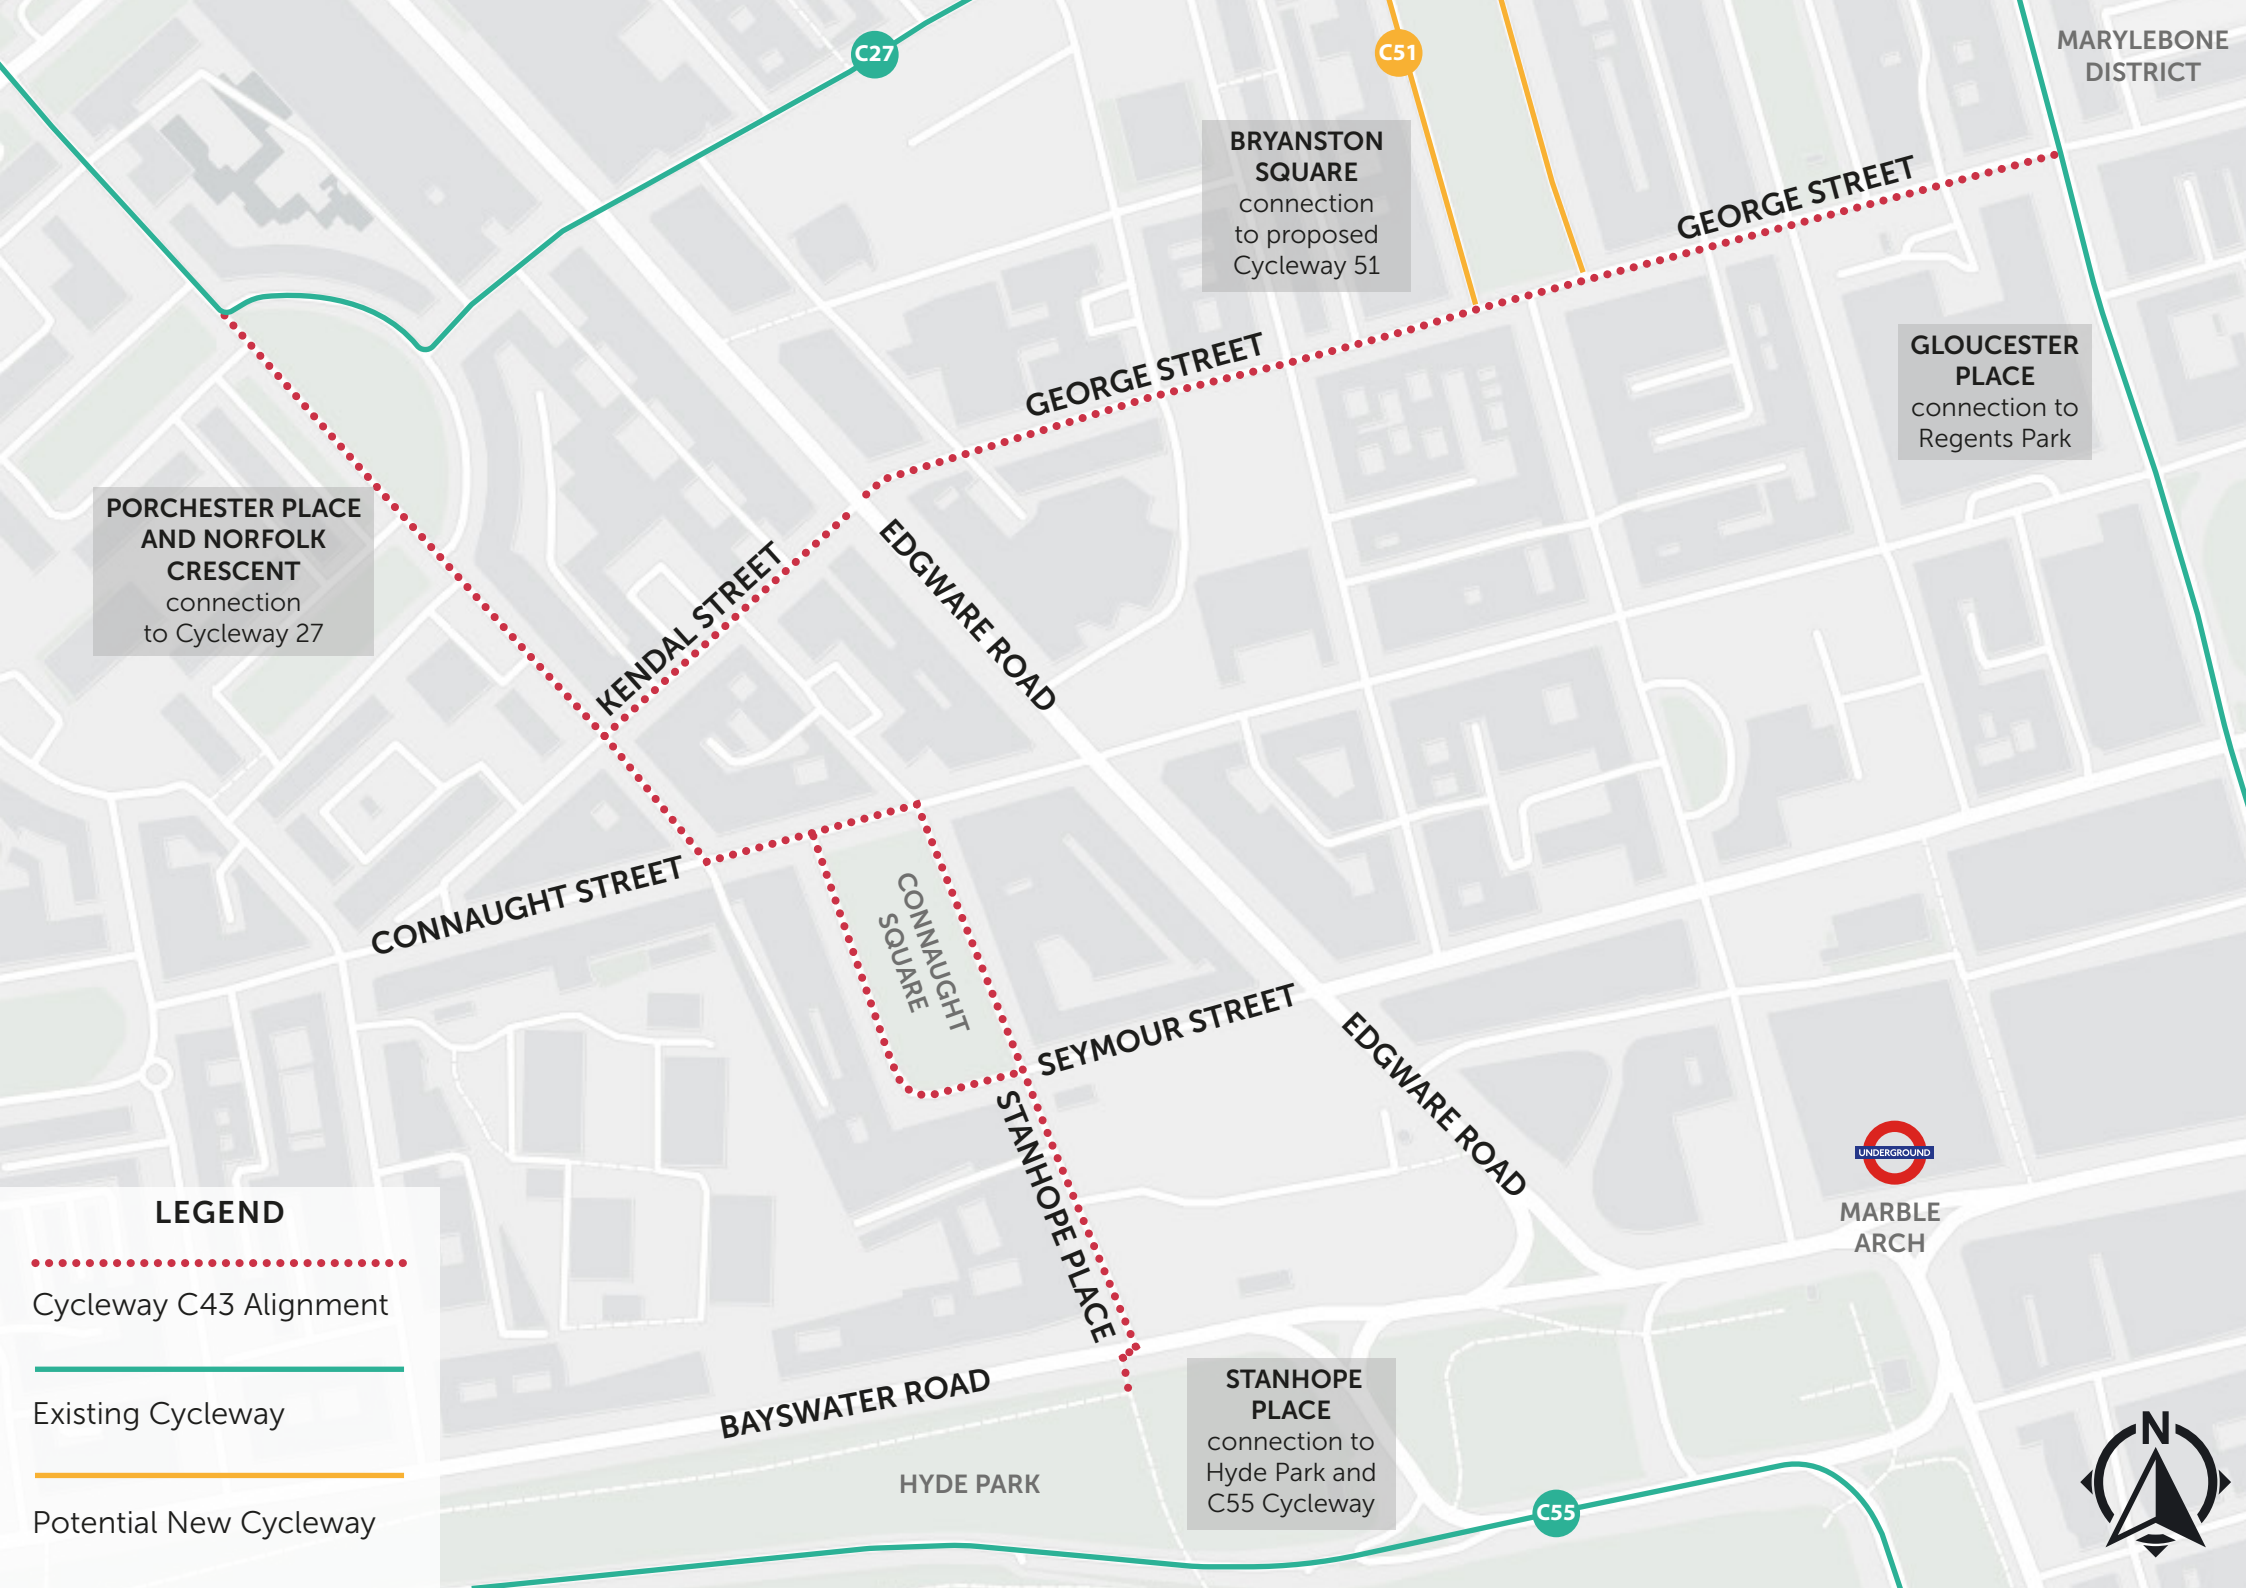 C27
C51
MARYLEBONE
DISTRICT
BRYANSTON
SQUARE
connection
to proposed
Cycleway 51
GEORGE STREET
GEORGE STREET
GLOUCESTER
PLACE
connection to
Regents Park
PORCHESTER PLACE
AND NORFOLK
CRESCENT
connection
to Cycleway 27
KENDAL STREET
EDGWARE ROAD
CONNAUGHT STREET
CONNAUGHT
SQUARE
SEYMOUR STREET
EDGWARE ROAD
STANHOPE PLACE
UNDERGROUND
MARBLE
ARCH
BAYSWATER ROAD
HYDE PARK
STANHOPE
PLACE
connection to
Hyde Park and
C55 Cycleway
C55
N
LEGEND
Cycleway C43 Alignment
Existing Cycleway
Potential New Cycleway